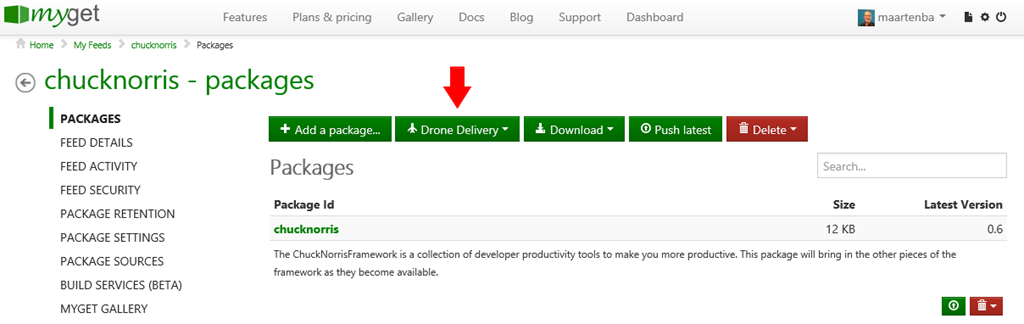 myget
Features Plans & pricing Gallery Docs Blog Support Dashboard maartenba
Home My Feeds chucknorris Packages
chucknorris - packages
PACKAGES
FEED DETAILS
FEED ACTIVITY
FEED SECURITY
PACKAGE RETENTION
PACKAGE SETTINGS
PACKAGE SOURCES
BUILD SERVICES (BETA)
MYGET GALLERY
Add a package... Drone Delivery Download Push latest Delete
Packages
Search...
Package Id Size Latest Version
chucknorris 12 KB 0.6
The ChuckNorrisFramework is a collection of developer productivity tools to make you more productive. This package will bring in the other pieces of the
framework as they become available.